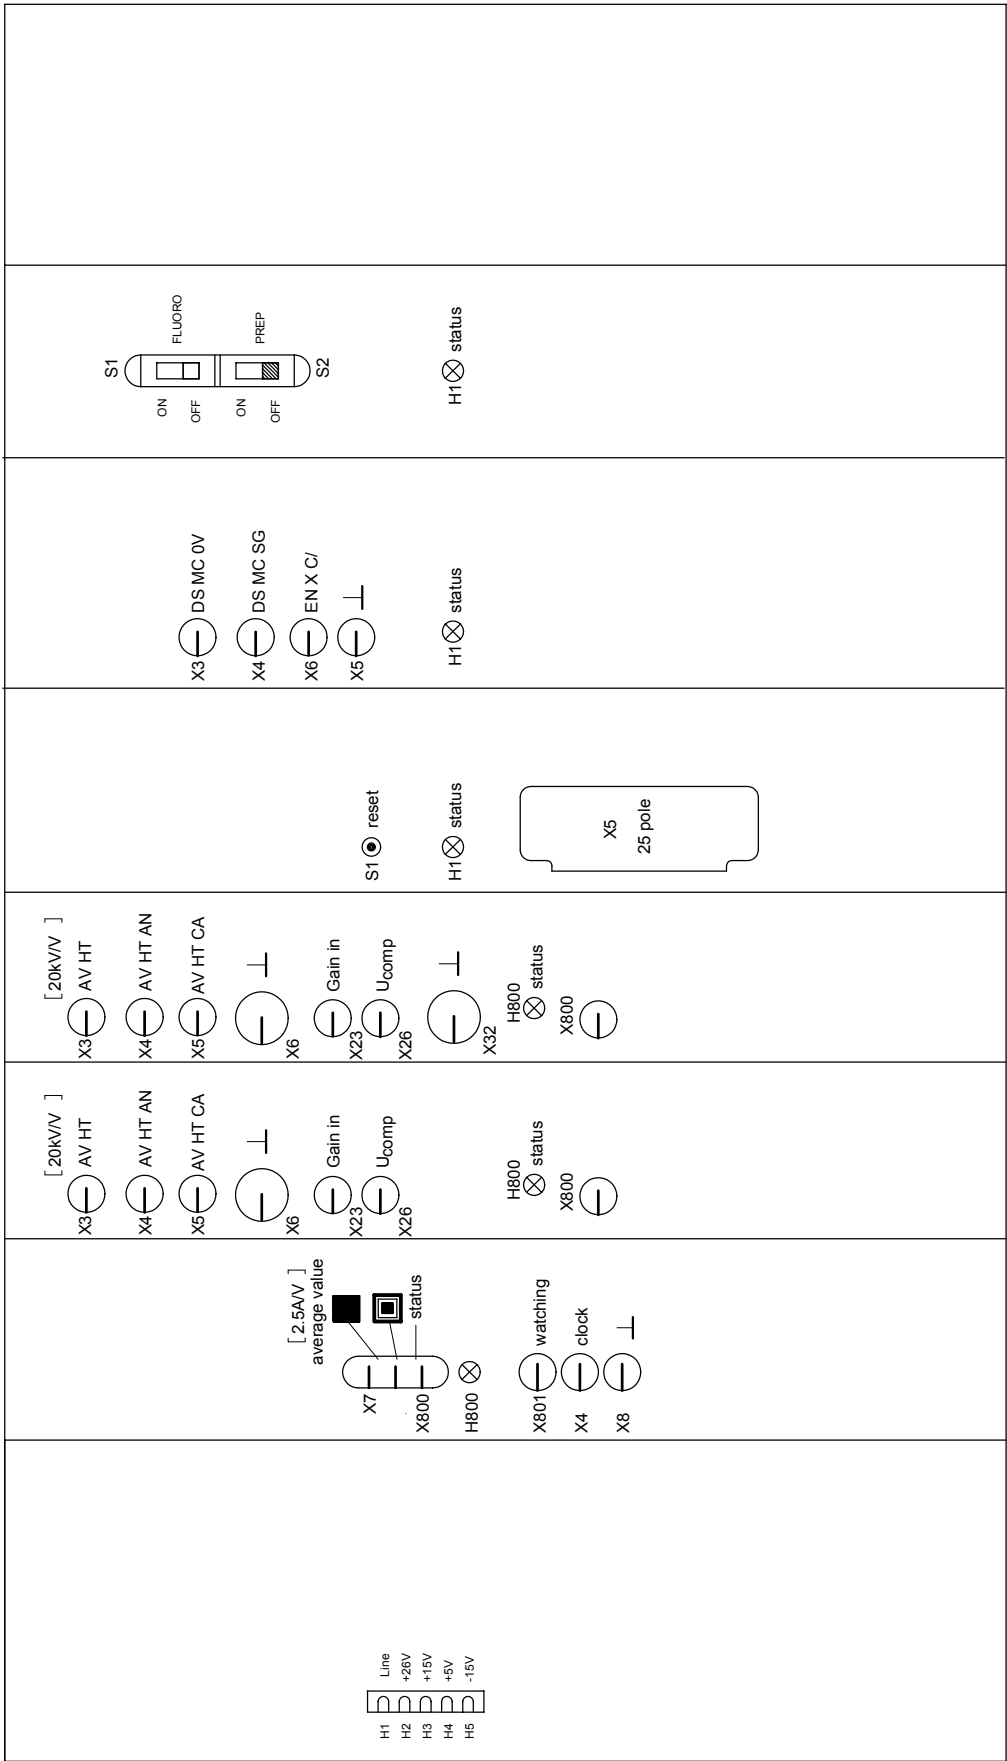 S1
ON
FLUORO
OFF
ON
PREP
OFF
S2
H1 status
X3 DS MC 0V
X4 DS MC SG
X6 EN X C/
X5
H1 status
S1 reset
H1 status
X5
25 pole
[ 20kV/V ]
X3 AV HT
X4 AV HT AN
X5 AV HT CA
X6
X23 Gain in
X26 Ucomp
X32
H800
status
X800
[ 20kV/V ]
X3 AV HT
X4 AV HT AN
X5 AV HT CA
X6
X23 Gain in
X26 Ucomp
H800
status
X800
[ 2.5A/V ]
average value
X7
status
X800
H800
X801 watching
X4 clock
X8
H1 Line
H2 +26V
H3 +15V
H4 +5V
H5 -15V